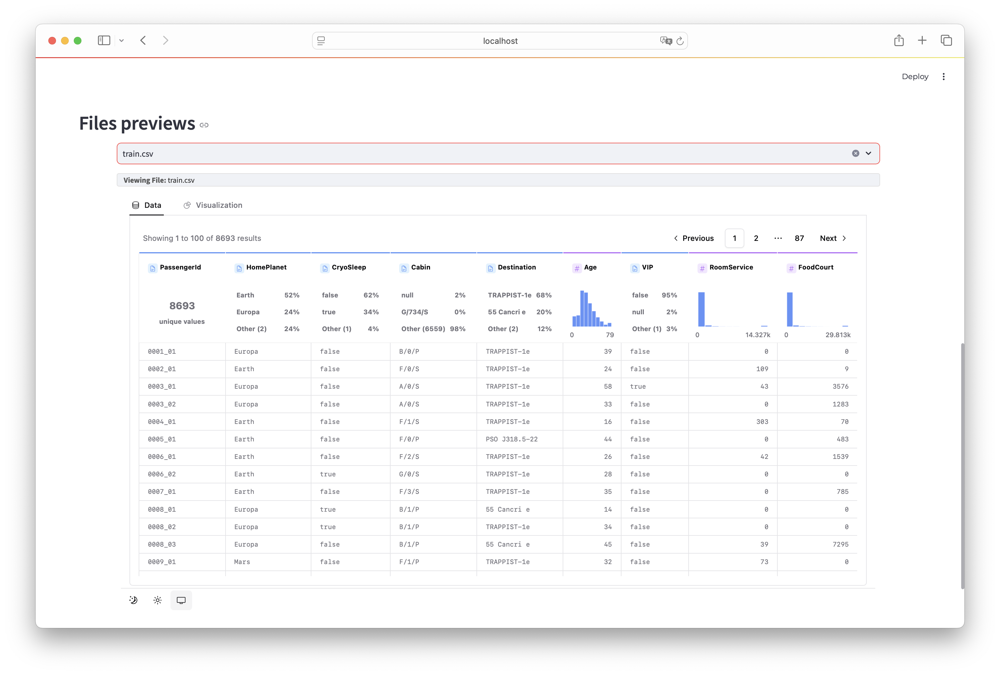 localhost
Deploy
Files previews
train.csv
Viewing File: train.csv
Data Visualization
Showing 1 to 100 of 8693 results Previous 1 2 ··· 87 Next
PassengerId HomePlanet CryoSleep Cabin Destination # Age VIP # RoomService # FoodCourt
Earth 52% false 62% null 2% TRAPPIST-1e 68% false 95%
8693
Europa 24% true 34% G/734/S 0% 55 Cancri e 20% null 2%
unique values
Other (2) 24% Other (1) 4% Other (6559) 98% Other (2) 12% Other (1) 3%
0 79 0 14.327k 0 29.813k
0001_01 Europa false B/0/P TRAPPIST-1e 39 false 0 0
0002_01 Earth false F/0/S TRAPPIST-1e 24 false 109 9
0003_01 Europa false A/0/S TRAPPIST-1e 58 true 43 3576
0003_02 Europa false A/0/S TRAPPIST-1e 33 false 0 1283
0004_01 Earth false F/1/S TRAPPIST-1e 16 false 303 70
0005_01 Earth false F/0/P PSO J318.5-22 44 false 0 483
0006_01 Earth false F/2/S TRAPPIST-1e 26 false 42 1539
0006_02 Earth true G/0/S TRAPPIST-1e 28 false 0 0
0007_01 Earth false F/3/S TRAPPIST-1e 35 false 0 785
0008_01 Europa true B/1/P 55 Cancri e 14 false 0 0
0008_02 Europa true B/1/P TRAPPIST-1e 34 false 0 0
0008_03 Europa false B/1/P 55 Cancri e 45 false 39 7295
0009_01 Mars false F/1/P TRAPPIST-1e 32 false 73 0